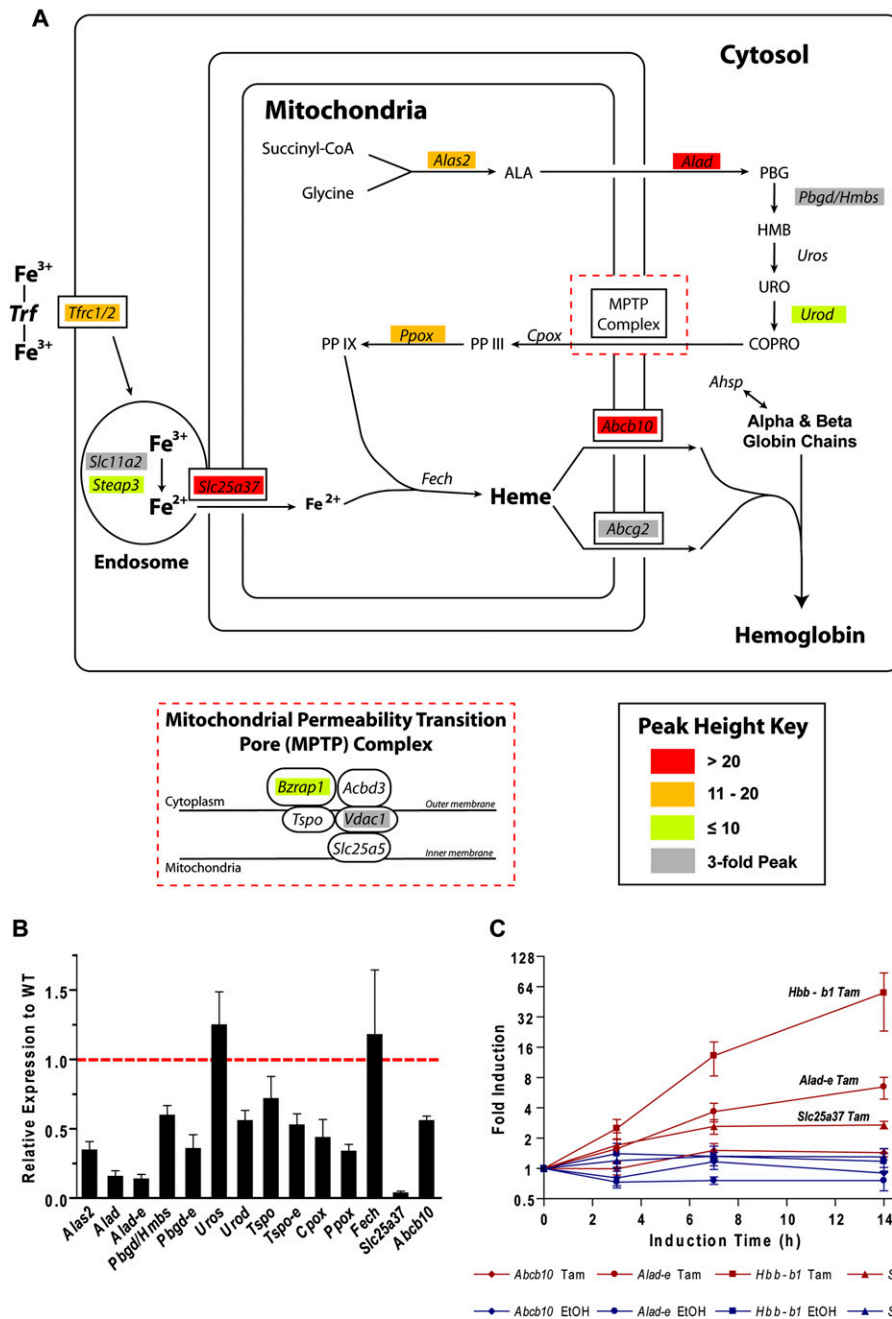 A
Cytosol
Mitochondria
Succinyl-CoA
Glycine
Alas2
ALA
Alad
PBG
Pbgd/Hmbs
HMB
Uros
URO
Urod
COPRO
MPTP
Complex
Cpox
PP III
Ppox
PP IX
Fe3+
Trf
Fe3+
Tfrc1/2
Slc11a2
Fe3+
Steap3
Fe2+
Endosome
Slc25a37
Fe2+
Fech
Heme
Abcb10
Abcg2
Ahsp
Alpha & Beta
Globin Chains
Hemoglobin
Mitochondrial Permeability Transition
Pore (MPTP) Complex
Bzrap1
Acbd3
Cytoplasm
Outer membrane
Tspo
Vdac1
Slc25a5
Inner membrane
Mitochondria
Peak Height Key
> 20
11 - 20
≤ 10
3-fold Peak
B
Relative Expression to WT
1.5
1.0
0.5
0.0
Alas2
Alad
Alad-e
Pbgd/Hmbs
Pbgd-e
Uros
Urod
Tspo
Tspo-e
Cpox
Ppox
Fech
Slc25a37
Abcb10
C
Fold Induction
128
64
32
16
8
4
2
1
0.5
Hbb - b1 Tam
Alad-e Tam
Slc25a37 Tam
0 2 4 6 8 10 12 14
Induction Time (h)
Abcb10 Tam Alad-e Tam Hbb - b1 Tam S
Abcb10 EtOH Alad-e EtOH Hbb - b1 EtOH S